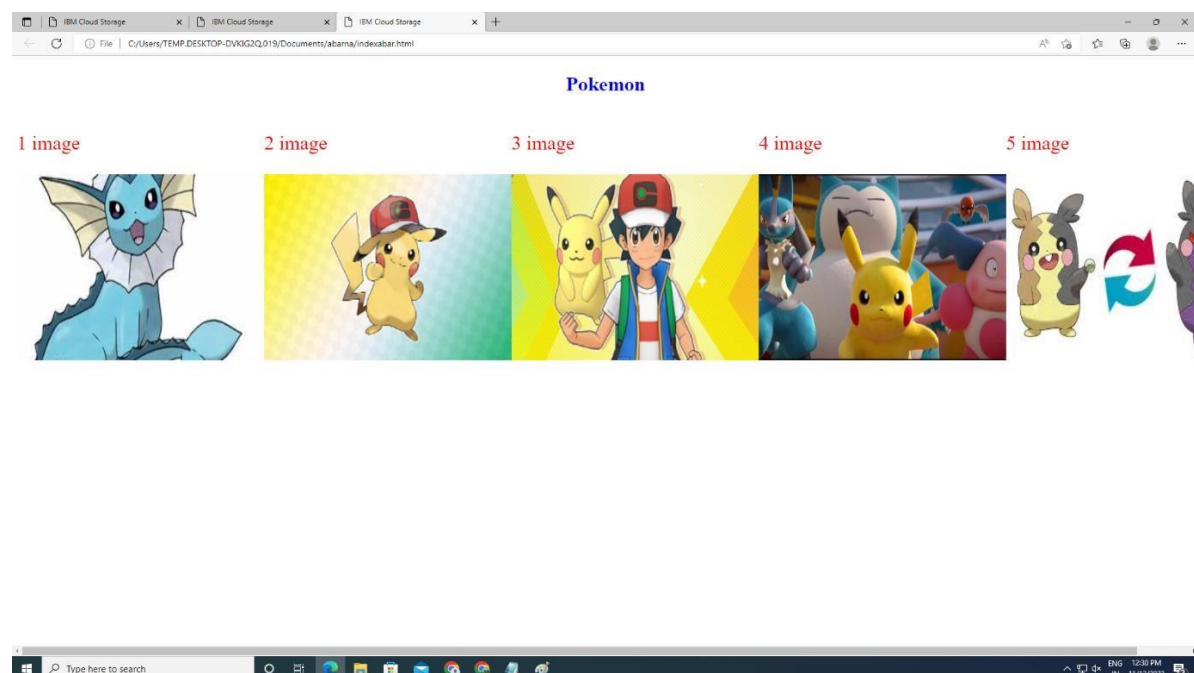 IBM Cloud Storage
IBM Cloud Storage
IBM Cloud Storage
File C:/Users/TEMP.DESKTOP-DVKIG2Q.019/Documents/abarna/indexabar.html
Pokemon
1 image 2 image 3 image 4 image 5 image
Type here to search
ENG 12:30 PM